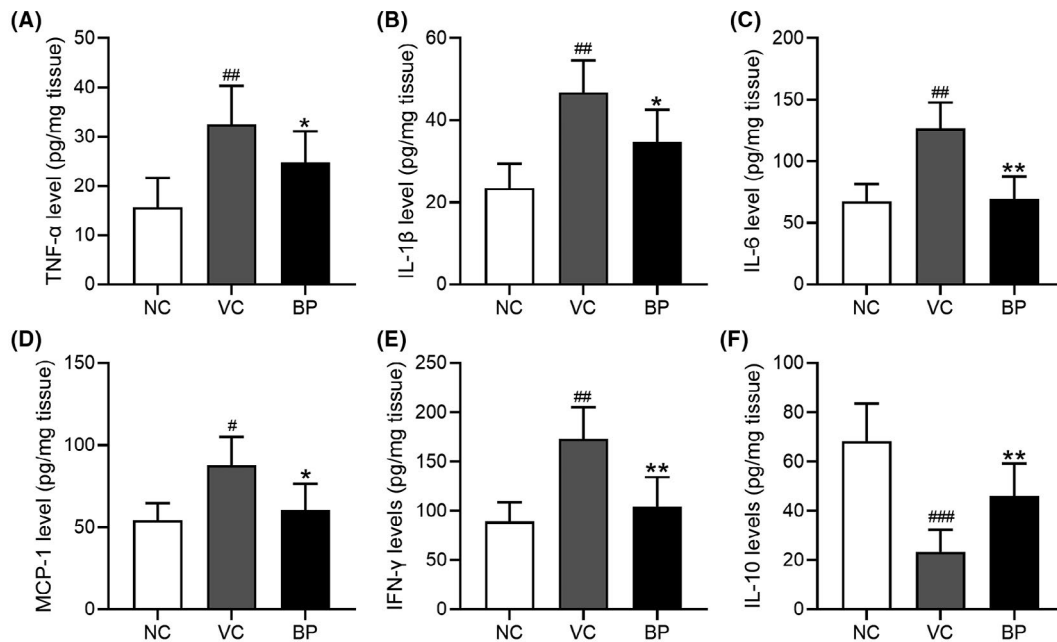 (A)
TNF-α level (pg/mg tissue)
50
40
30
20
10
0
##
*
NC VC BP
(B)
IL-1β level (pg/mg tissue)
60
40
20
0
##
*
NC VC BP
(C)
IL-6 level (pg/mg tissue)
200
150
100
50
0
##
**
NC VC BP
(D)
MCP-1 level (pg/mg tissue)
150
100
50
0
#
*
NC VC BP
(E)
IFN-γ levels (pg/mg tissue)
250
200
150
100
50
0
##
**
NC VC BP
(F)
IL-10 levels (pg/mg tissue)
100
80
60
40
20
0
###
**
NC VC BP